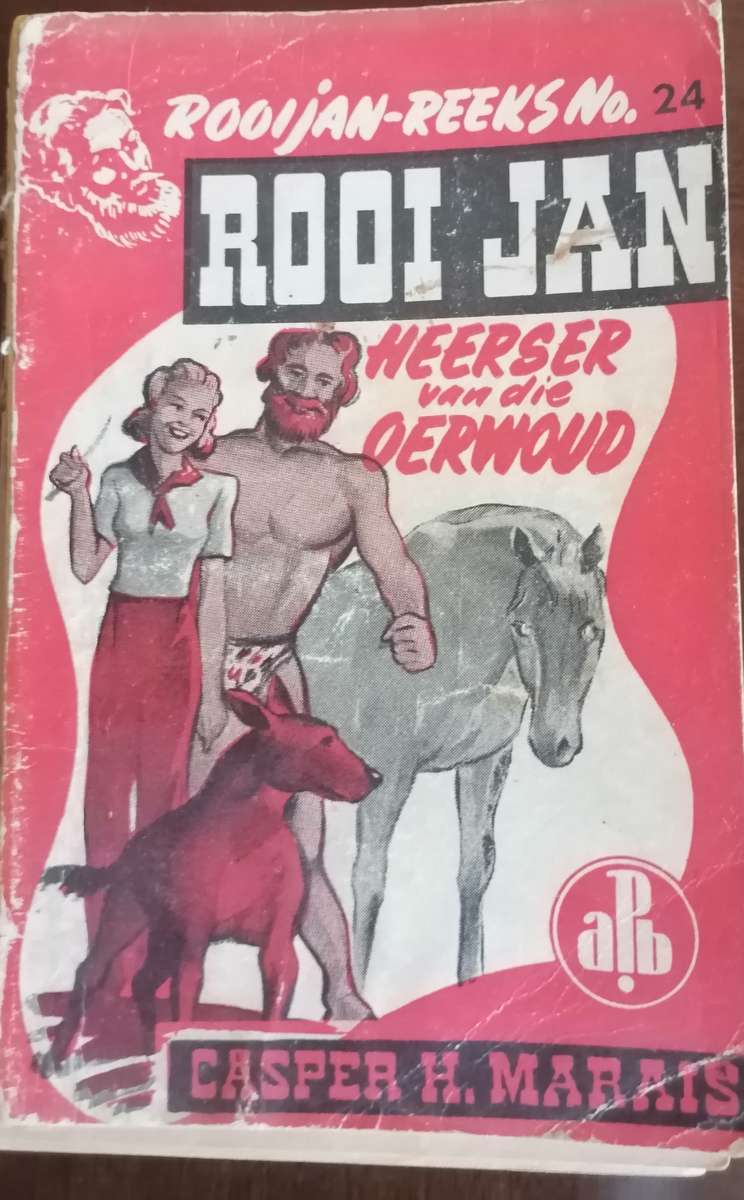 ROOIJAN-REEKS No. 24
ROOI JAN
HEERSER
van die
OERWOUD
aPb
CASPER H. MARAIS